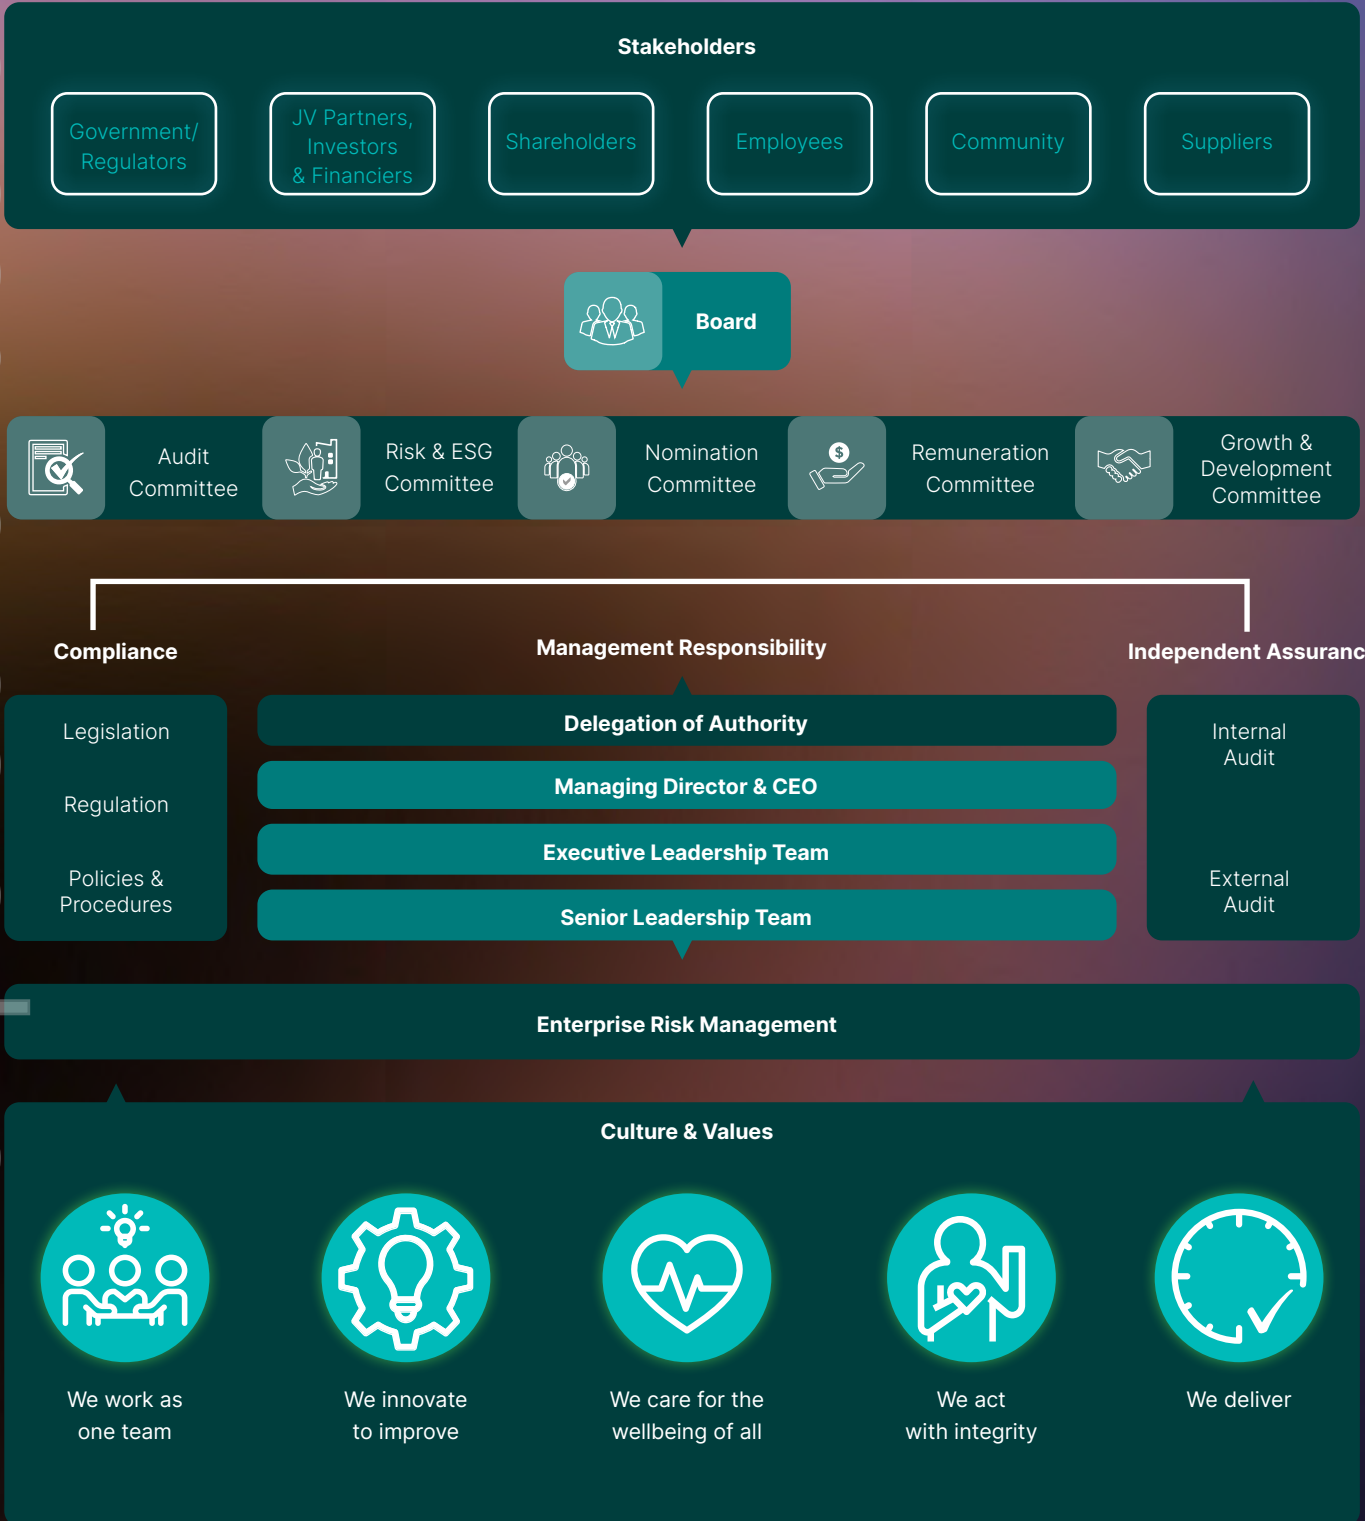 Stakeholders
Government/
Regulators
JV Partners,
Investors
& Financiers
Shareholders
Employees
Community
Suppliers
Board
Audit
Committee
Risk & ESG
Committee
Nomination
Committee
$
Remuneration
Committee
Growth &
Development
Committee
Compliance
Management Responsibility
Independent Assuranc
Legislation
Regulation
Policies &
Procedures
Delegation of Authority
Managing Director & CEO
Executive Leadership Team
Senior Leadership Team
Internal
Audit
External
Audit
Enterprise Risk Management
Culture & Values
We work as
one team
We innovate
to improve
We care for the
wellbeing of all
We act
with integrity
We deliver